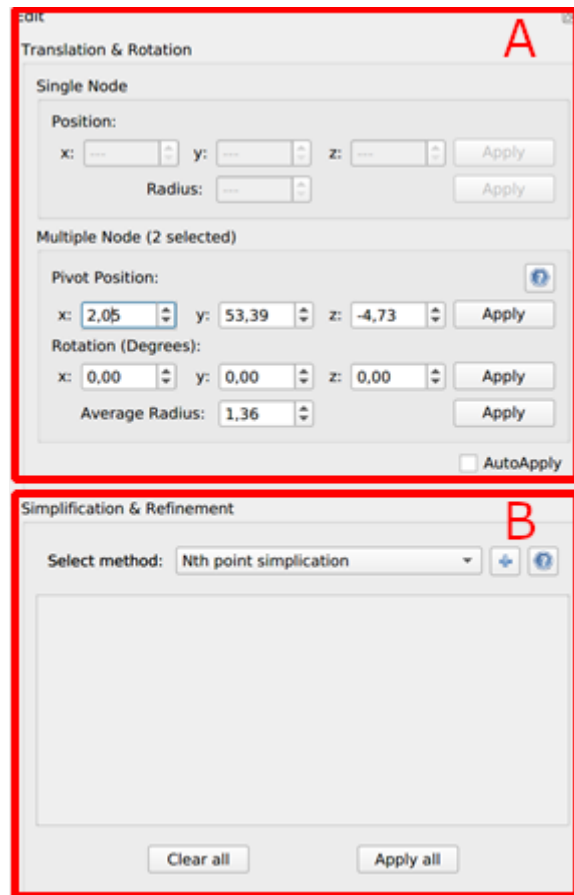 Edit
A
Translation & Rotation
Single Node
Position:
x: --- y: --- z: --- Apply
Radius: --- Apply
Multiple Node (2 selected)
Pivot Position:
x: 2,05 y: 53,39 z: -4,73 Apply
Rotation (Degrees):
x: 0,00 y: 0,00 z: 0,00 Apply
Average Radius: 1,36 Apply
AutoApply
Simplification & Refinement
B
Select method: Nth point simplication
Clear all Apply all